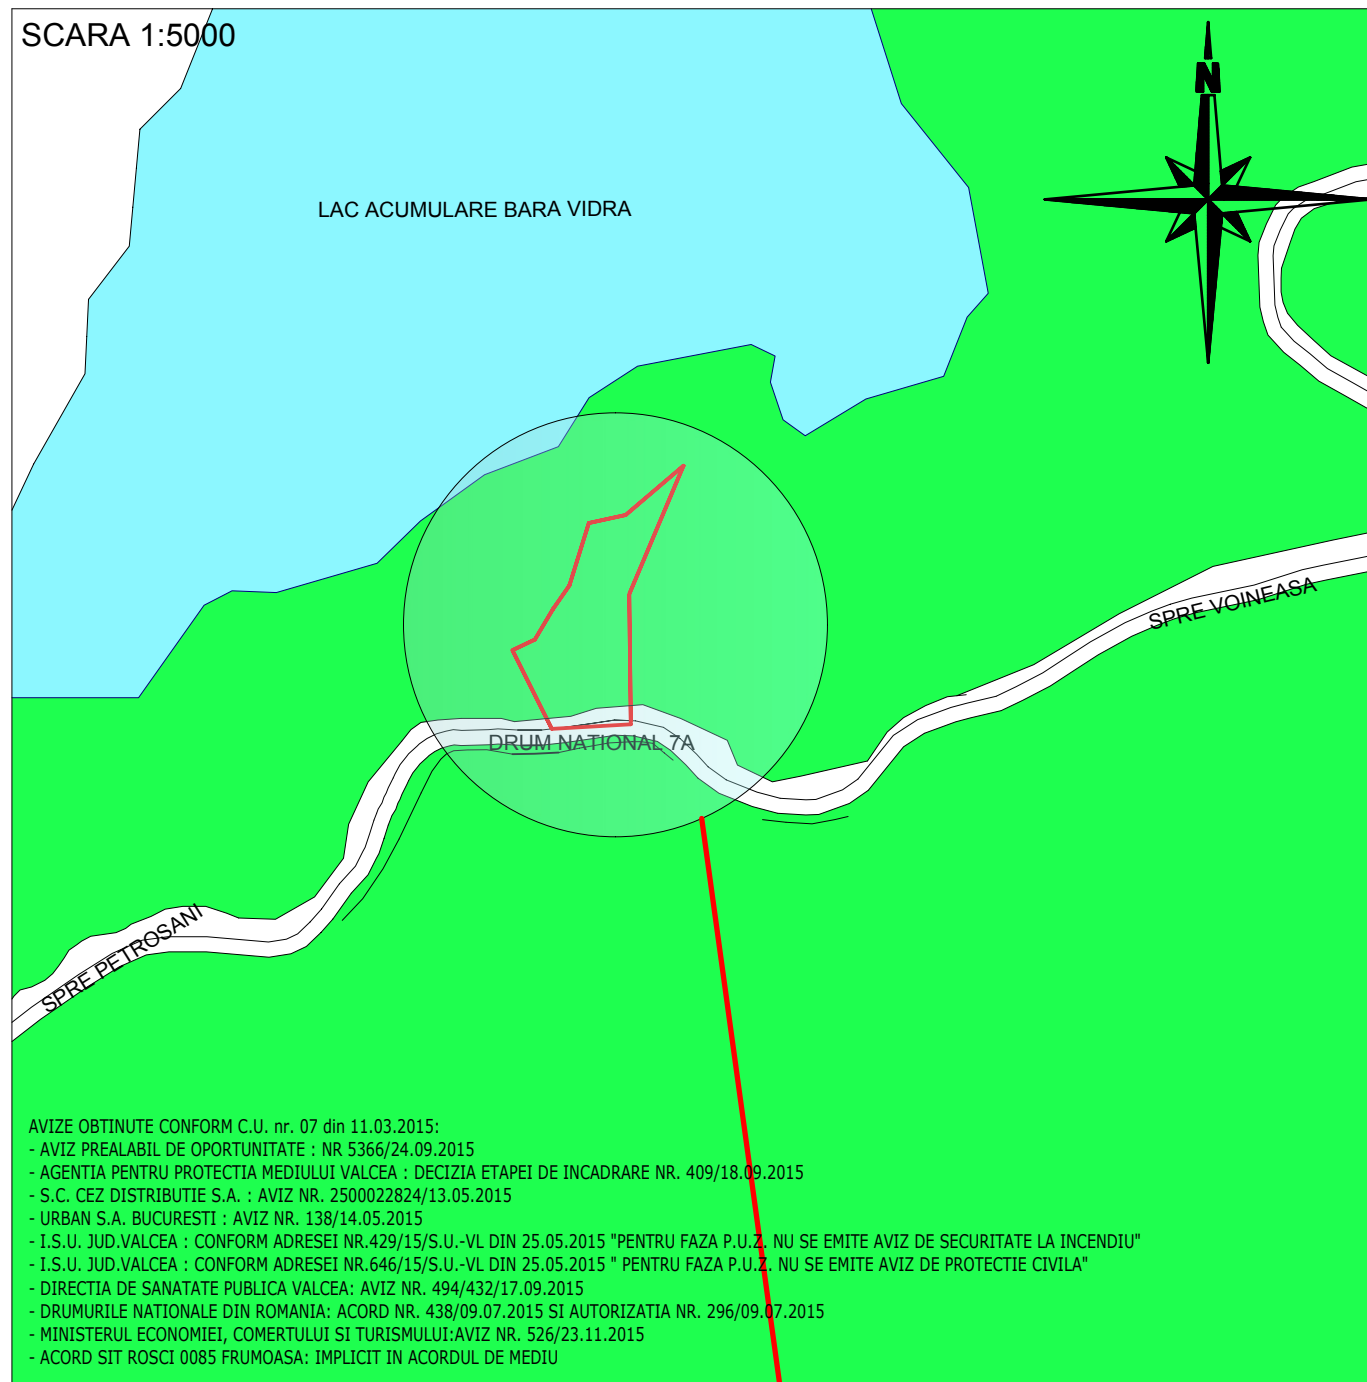 SCARA 1:5000
N
LAC ACUMULARE BARA VIDRA
SPRE VOINEASA
DRUM NATIONAL 7A
SPRE PETROSANI
AVIZE OBTINUTE CONFORM C.U. nr. 07 din 11.03.2015:
- AVIZ PREALABIL DE OPORTUNITATE : NR 5366/24.09.2015
- AGENTIA PENTRU PROTECTIA MEDIULUI VALCEA : DECIZIA ETAPEI DE INCADRARE NR. 409/18.09.2015
- S.C. CEZ DISTRIBUTIE S.A. : AVIZ NR. 2500022824/13.05.2015
- URBAN S.A. BUCURESTI : AVIZ NR. 138/14.05.2015
- I.S.U. JUD.VALCEA : CONFORM ADRESEI NR.429/15/S.U.-VL DIN 25.05.2015 "PENTRU FAZA P.U.Z. NU SE EMITE AVIZ DE SECURITATE LA INCENDIU"
- I.S.U. JUD.VALCEA : CONFORM ADRESEI NR.646/15/S.U.-VL DIN 25.05.2015 " PENTRU FAZA P.U.Z. NU SE EMITE AVIZ DE PROTECTIE CIVILA"
- DIRECTIA DE SANATATE PUBLICA VALCEA: AVIZ NR. 494/432/17.09.2015
- DRUMURILE NATIONALE DIN ROMANIA: ACORD NR. 438/09.07.2015 SI AUTORIZATIA NR. 296/09.07.2015
- MINISTERUL ECONOMIEI, COMERTULUI SI TURISMULUI:AVIZ NR. 526/23.11.2015
- ACORD SIT ROSCI 0085 FRUMOASA: IMPLICIT IN ACORDUL DE MEDIU